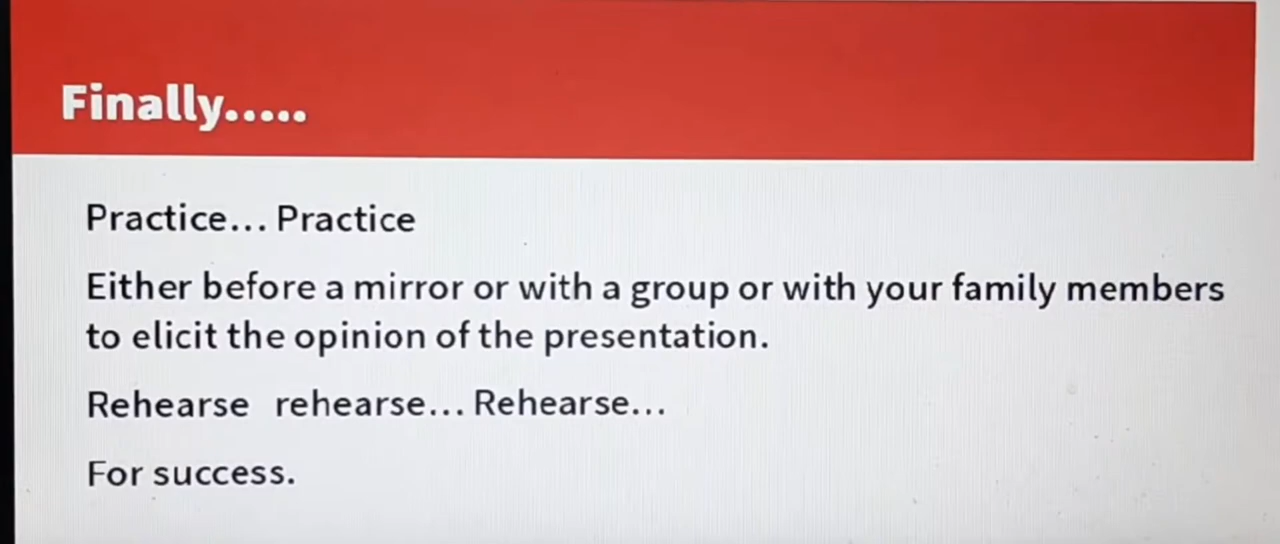 Finally.....
Practice... Practice
Either before a mirror or with a group or with your family members
to elicit the opinion of the presentation.
Rehearse rehearse... Rehearse...
For success.